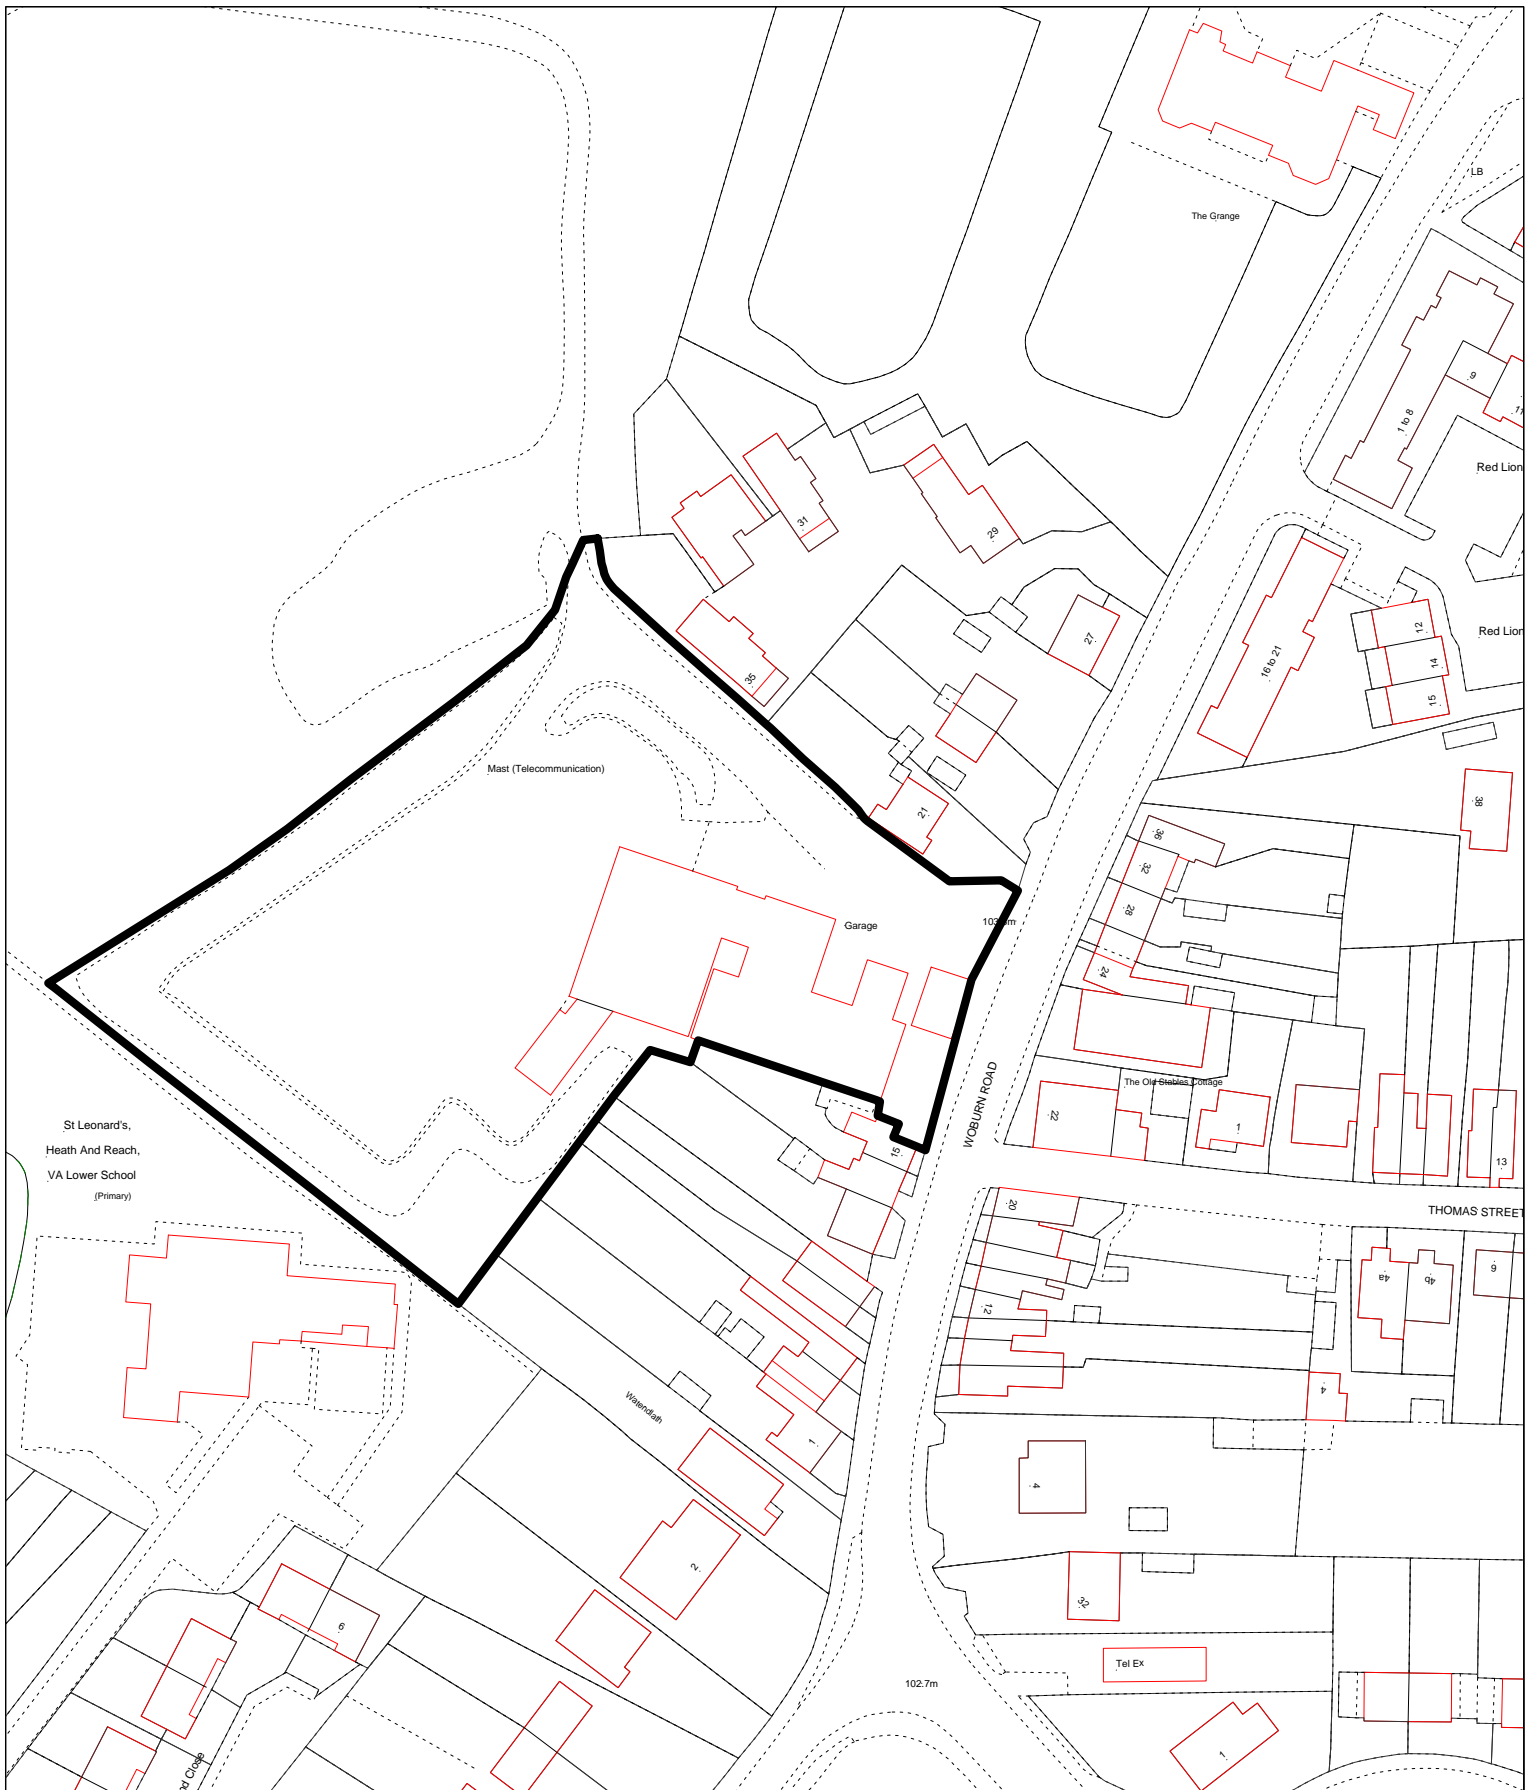 LB
The Grange
9
1 to 8
11
Red Lion
31
29
Red Lion
27
12
14
16 to 21
15
35
Mast (Telecommunication)
38
21
36
32
28
Garage
24
WOBURN ROAD
The Old Stables Cottage
22
1
St Leonard's,
Heath And Reach,
VA Lower School
(Primary)
15
13
20
THOMAS STREET
4a
4b
9
12
4
Watendlath
1
4
2
32
6
Tel Ex
102.7m
1
nd Close